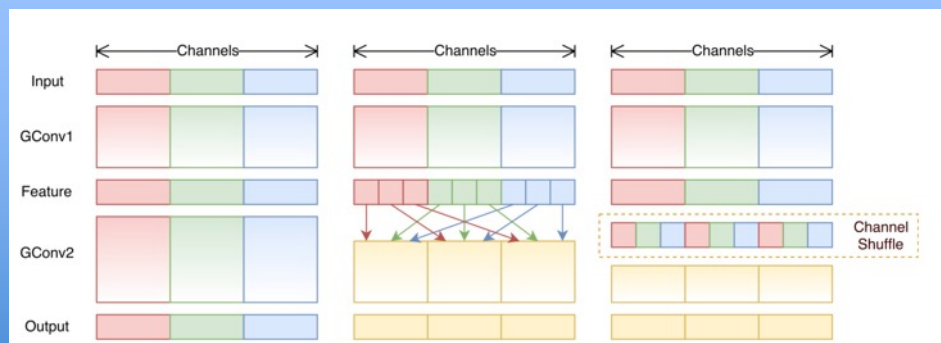 Channels Channels Channels
Input
GConv1
Feature
GConv2
Channel
Shuffle
Output